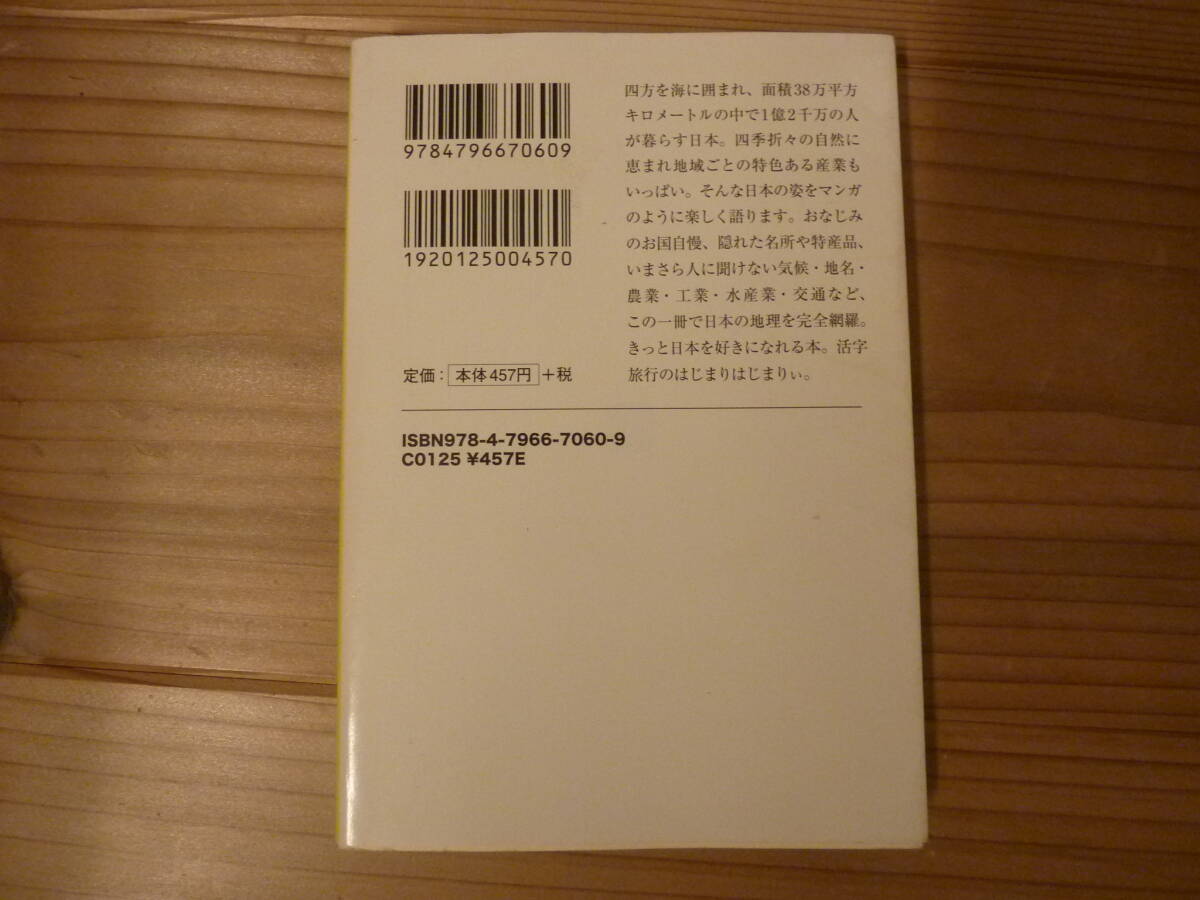 9784796670609
1920125004570
定価：本体457円+税
四方を海に囲まれ、面積38万平方
キロメートルの中で1億2千万の人
が暮らす日本。四季折々の自然に
恵まれ地域ごとの特色ある産業も
いっぱい。そんな日本の姿をマンガ
のように楽しく語ります。おなじみ
のお国自慢、隠れた名所や特産品、
いまさら人に聞けない気候・地名・
農業・工業・水産業・交通など、
この一冊で日本の地理を完全網羅。
きっと日本を好きになれる本。活字
旅行のはじまりはじまりぃ。
ISBN978-4-7966-7060-9
C0125 ¥457E